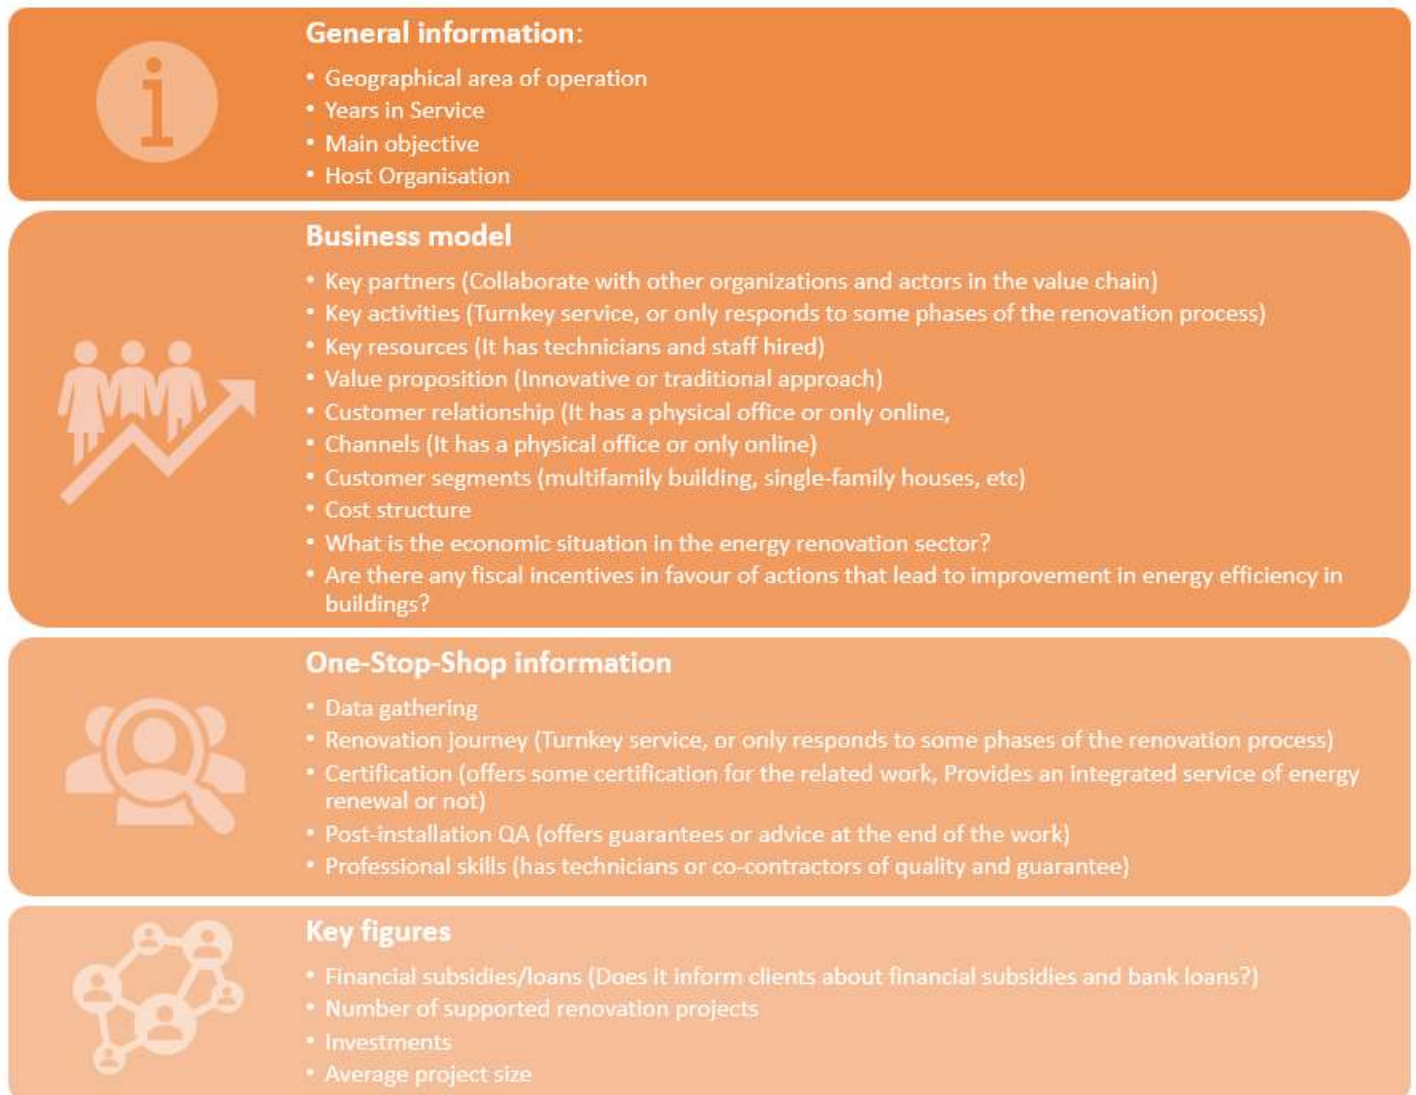 General information:
• Geographical area of operation
• Years in Service
• Main objective
• Host Organisation
Business model
• Key partners (Collaborate with other organizations and actors in the value chain)
• Key activities (Turnkey service, or only responds to some phases of the renovation process)
• Key resources (It has technicians and staff hired)
• Value proposition (Innovative or traditional approach)
• Customer relationship (It has a physical office or only online,
• Channels (It has a physical office or only online)
• Customer segments (multifamily building, single-family houses, etc)
• Cost structure
• What is the economic situation in the energy renovation sector?
• Are there any fiscal incentives in favour of actions that lead to improvement in energy efficiency in
buildings?
One-Stop-Shop information
• Data gathering
• Renovation journey (Turnkey service, or only responds to some phases of the renovation process)
• Certification (offers some certification for the related work, Provides an integrated service of energy
renewal or not)
• Post-installation QA (offers guarantees or advice at the end of the work)
• Professional skills (has technicians or co-contractors of quality and guarantee)
Key figures
• Financial subsidies/loans (Does it inform clients about financial subsidies and bank loans?)
• Number of supported renovation projects
• Investments
• Average project size